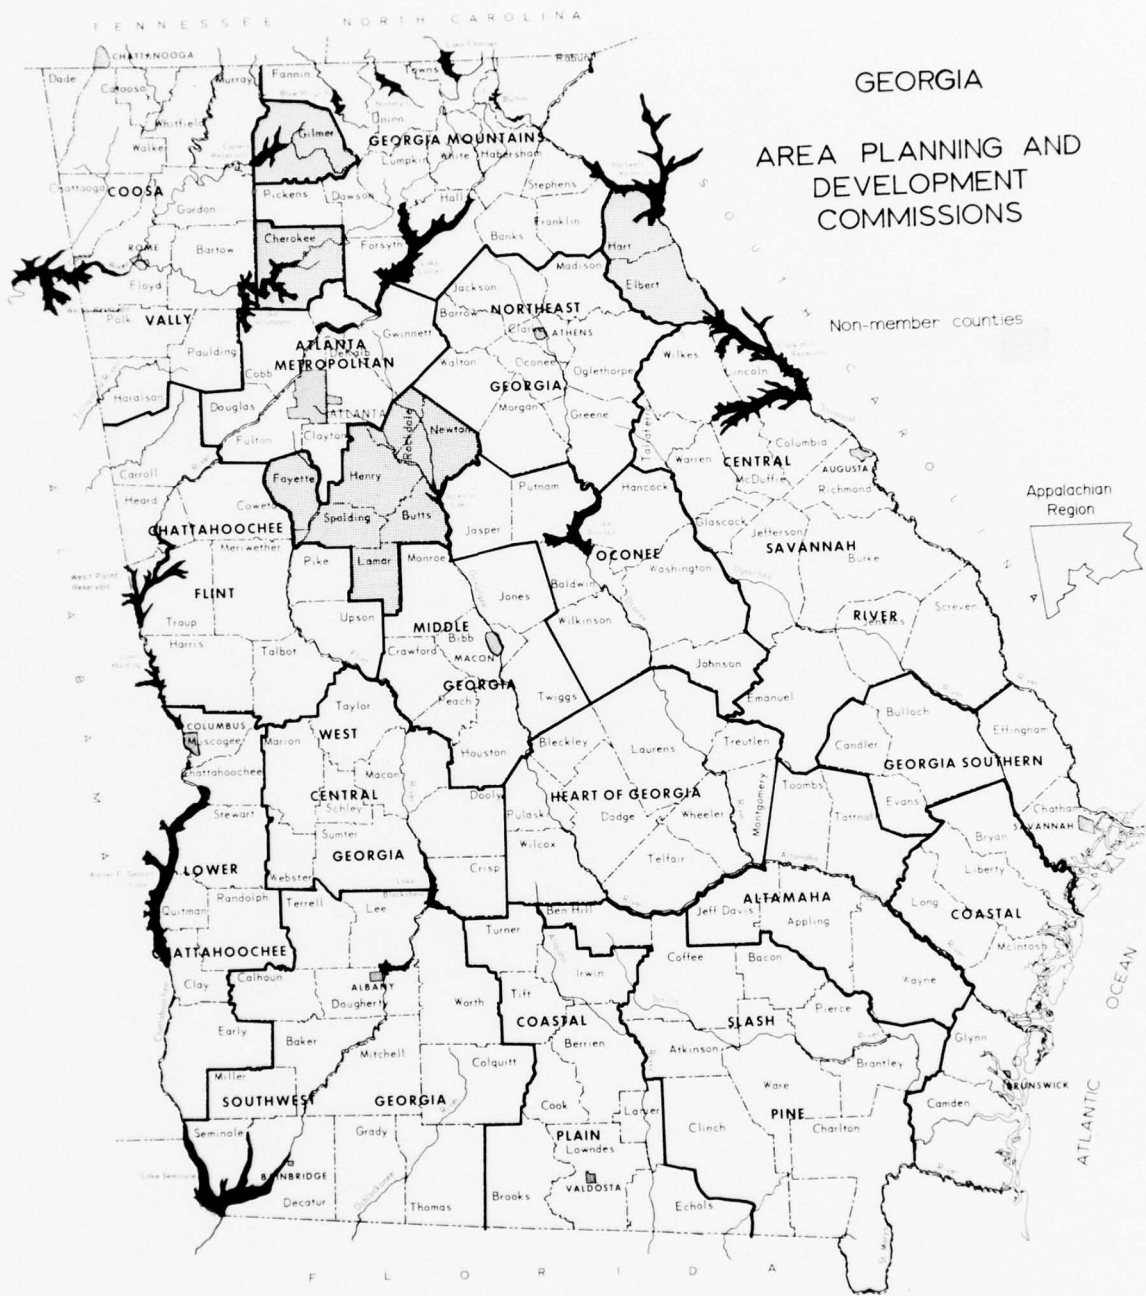 TENNESSEE
NORTH CAROLINA
GEORGIA
AREA PLANNING AND
DEVELOPMENT
COMMISSIONS
Non-member counties
Appalachian
Region
CHATTANOOGA
Dade
Catoosa
Whitfield
Walker
Murray
Fannin
Gilmer
Union
Towns
Rabun
GEORGIA MOUNTAINS
Lumpkin
White
Habersham
Chattooga
COOSA
Gordon
Pickens
Dawson
Hall
Stephens
Franklin
Banks
Hart
ROME
Floyd
Bartow
Cherokee
Forsyth
Madison
Elbert
Jackson
Polk
VALLY
Paulding
Haralson
Cobb
ATLANTA
METROPOLITAN
DeKalb
Gwinnett
Barrow
NORTHEAST
Clarke
ATHENS
Walton
Oconee
Oglethorpe
GEORGIA
Wilkes
Lincoln
Douglas
Fulton
ATLANTA
Clayton
Rockdale
Newton
Morgan
Greene
Taliaferro
Columbia
AUGUSTA
Warren
CENTRAL
McDuffie
Richmond
Carroll
Heard
Coweta
Fayette
Henry
Spalding
Butts
Jasper
Putnam
Hancock
Glascock
Jefferson
SAVANNAH
Burke
CHATTAHOOCHEE
Meriwether
West Point
Reservoir
FLINT
Troup
Pike
Lamar
Monroe
Jones
Baldwin
OCONEE
Washington
Upson
MIDDLE
Bibb
MACON
Wilkinson
RIVER
Jenkins
Screven
Harris
Talbot
Crawford
GEORGIA
Peach
Twiggs
Johnson
Emanuel
COLUMBUS
Muscogee
Chattahoochee
Marion
Taylor
WEST
Macon
Houston
Bleckley
Laurens
Treutlen
Bulloch
Candler
Effingham
GEORGIA SOUTHERN
CENTRAL
Schley
Sumter
GEORGIA
Dooly
Pulaski
HEART OF GEORGIA
Dodge
Wheeler
Montgomery
Toombs
Tattnall
Evans
Chatham
SAVANNAH
Bryan
Stewart
LOWER
Webster
Crisp
Wilcox
Telfair
Liberty
Long
COASTAL
McIntosh
Quitman
Randolph
Terrell
Lee
CHATTAHOOCHEE
Turner
Ben Hill
Jeff Davis
ALTAMAHA
Appling
Wayne
Clay
Calhoun
ALBANY
Dougherty
Worth
Tift
Irwin
Coffee
Bacon
Pierce
COASTAL
SLASH
Berrien
Early
Baker
Mitchell
Colquitt
Atkinson
Ware
Brantley
Glynn
BRUNSWICK
Camden
Miller
SOUTHWEST
GEORGIA
Cook
Lanier
Clinch
PINE
Charlton
Seminole
Lake Seminole
BAINBRIDGE
Decatur
Grady
Thomas
Brooks
PLAIN
Lowndes
VALDOSTA
Echols
FLORIDA
ATLANTIC
OCEAN